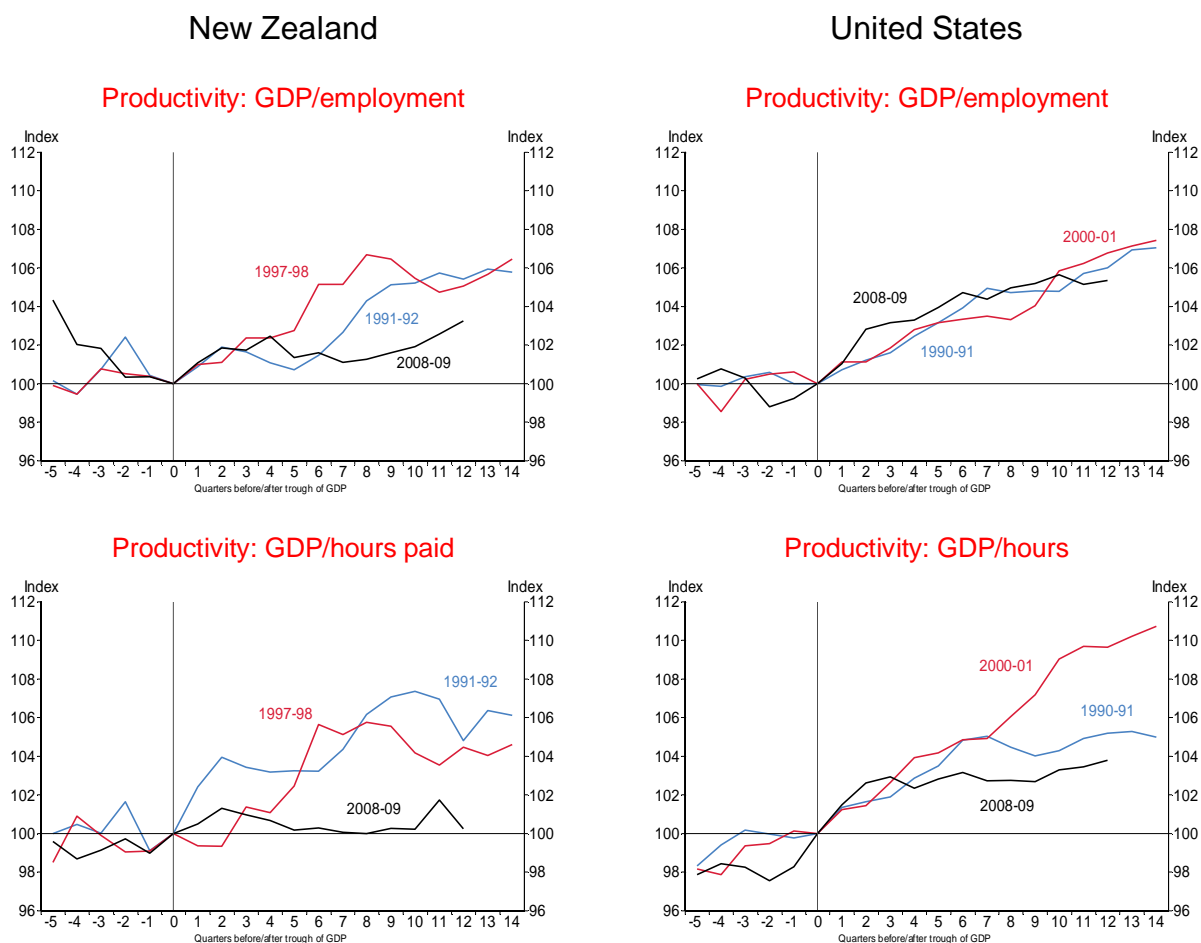 New Zealand
United States
Productivity: GDP/employment
Productivity: GDP/employment
Index Index
112 112
110 110
108 108
106 106
104 104
102 102
100 100
98 98
96 96
1997-98
1991-92
2008-09
-5 -4 -3 -2 -1 0 1 2 3 4 5 6 7 8 9 10 11 12 13 14
Quarters before/after trough of GDP
Index Index
112 112
110 110
108 108
106 106
104 104
102 102
100 100
98 98
96 96
2000-01
2008-09
1990-91
-5 -4 -3 -2 -1 0 1 2 3 4 5 6 7 8 9 10 11 12 13 14
Quarters before/after trough of GDP
Productivity: GDP/hours paid
Productivity: GDP/hours
Index Index
112 112
110 110
108 108
106 106
104 104
102 102
100 100
98 98
96 96
1991-92
1997-98
2008-09
-5 -4 -3 -2 -1 0 1 2 3 4 5 6 7 8 9 10 11 12 13 14
Quarters before/after trough of GDP
Index Index
112 112
110 110
108 108
106 106
104 104
102 102
100 100
98 98
96 96
2000-01
1990-91
2008-09
-5 -4 -3 -2 -1 0 1 2 3 4 5 6 7 8 9 10 11 12 13 14
Quarters before/after trough of GDP